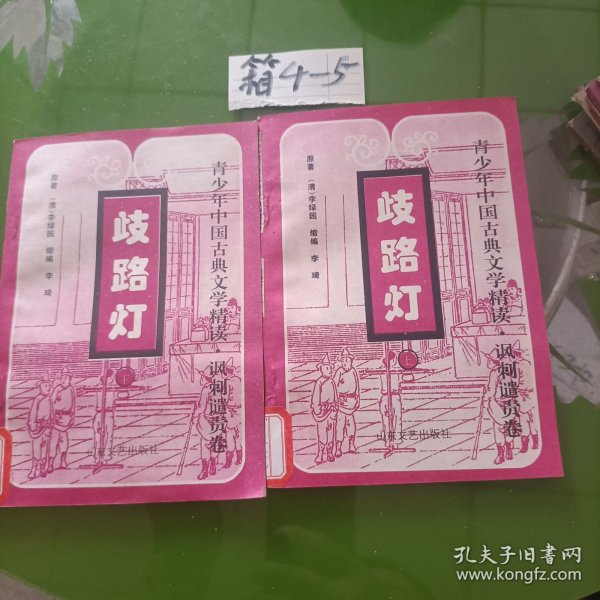 箱4-5
青少年中国古典文学精读·讽刺谴责卷
原著 (清)李绿园 缩编 李琦
歧路灯
下
山东文艺出版社
青少年中国古典文学精读·讽刺谴责卷
原著 (清)李绿园 缩编 李琦
歧路灯
上
山东文艺出版社
孔夫子旧书网
www.kongfz.com